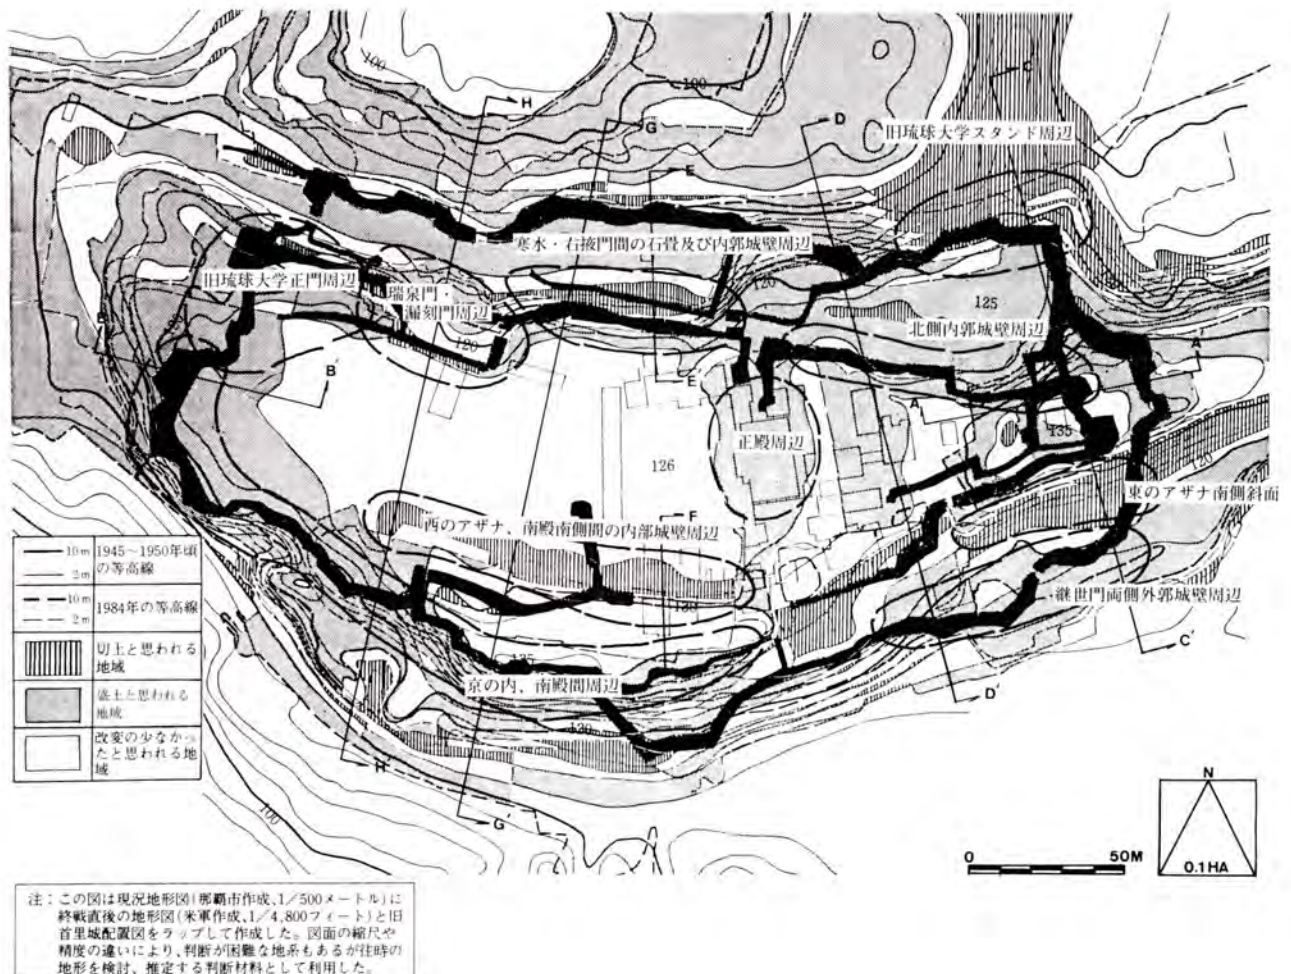 100
H
100
G
D
C
旧琉球大学スタンド周辺
E
寒水・右掖門間の石畳及び内郭城壁周辺
旧琉球大学正門周辺
瑞泉門・
漏刻門周辺
120
120
125
北側内郭城壁周辺
B'
E
A
A'
正殿周辺
135
126
120
東のアザナ南側斜面
F
西のアザナ、南殿南側間の内部城壁周辺
130
継世門両側外郭城壁周辺
135
京の内、南殿間周辺
C'
D'
130
H'
G'
100
10m 1945~1950年頃
2m の等高線
10m 1984年の等高線
2m
切土と思われる
地域
盛土と思われる
地域
改変の少なかっ
たと思われる地
域
N
0 50M
0.1HA
注:この図は現況地形図(那覇市作成、1/500メートル)に
終戦直後の地形図(米軍作成、1/4,800フィート)と旧
首里城配置図をラップして作成した。図面の縮尺や
精度の違いにより、判断が困難な地系もあるが往時の
地形を検討、推定する判断材料として利用した。